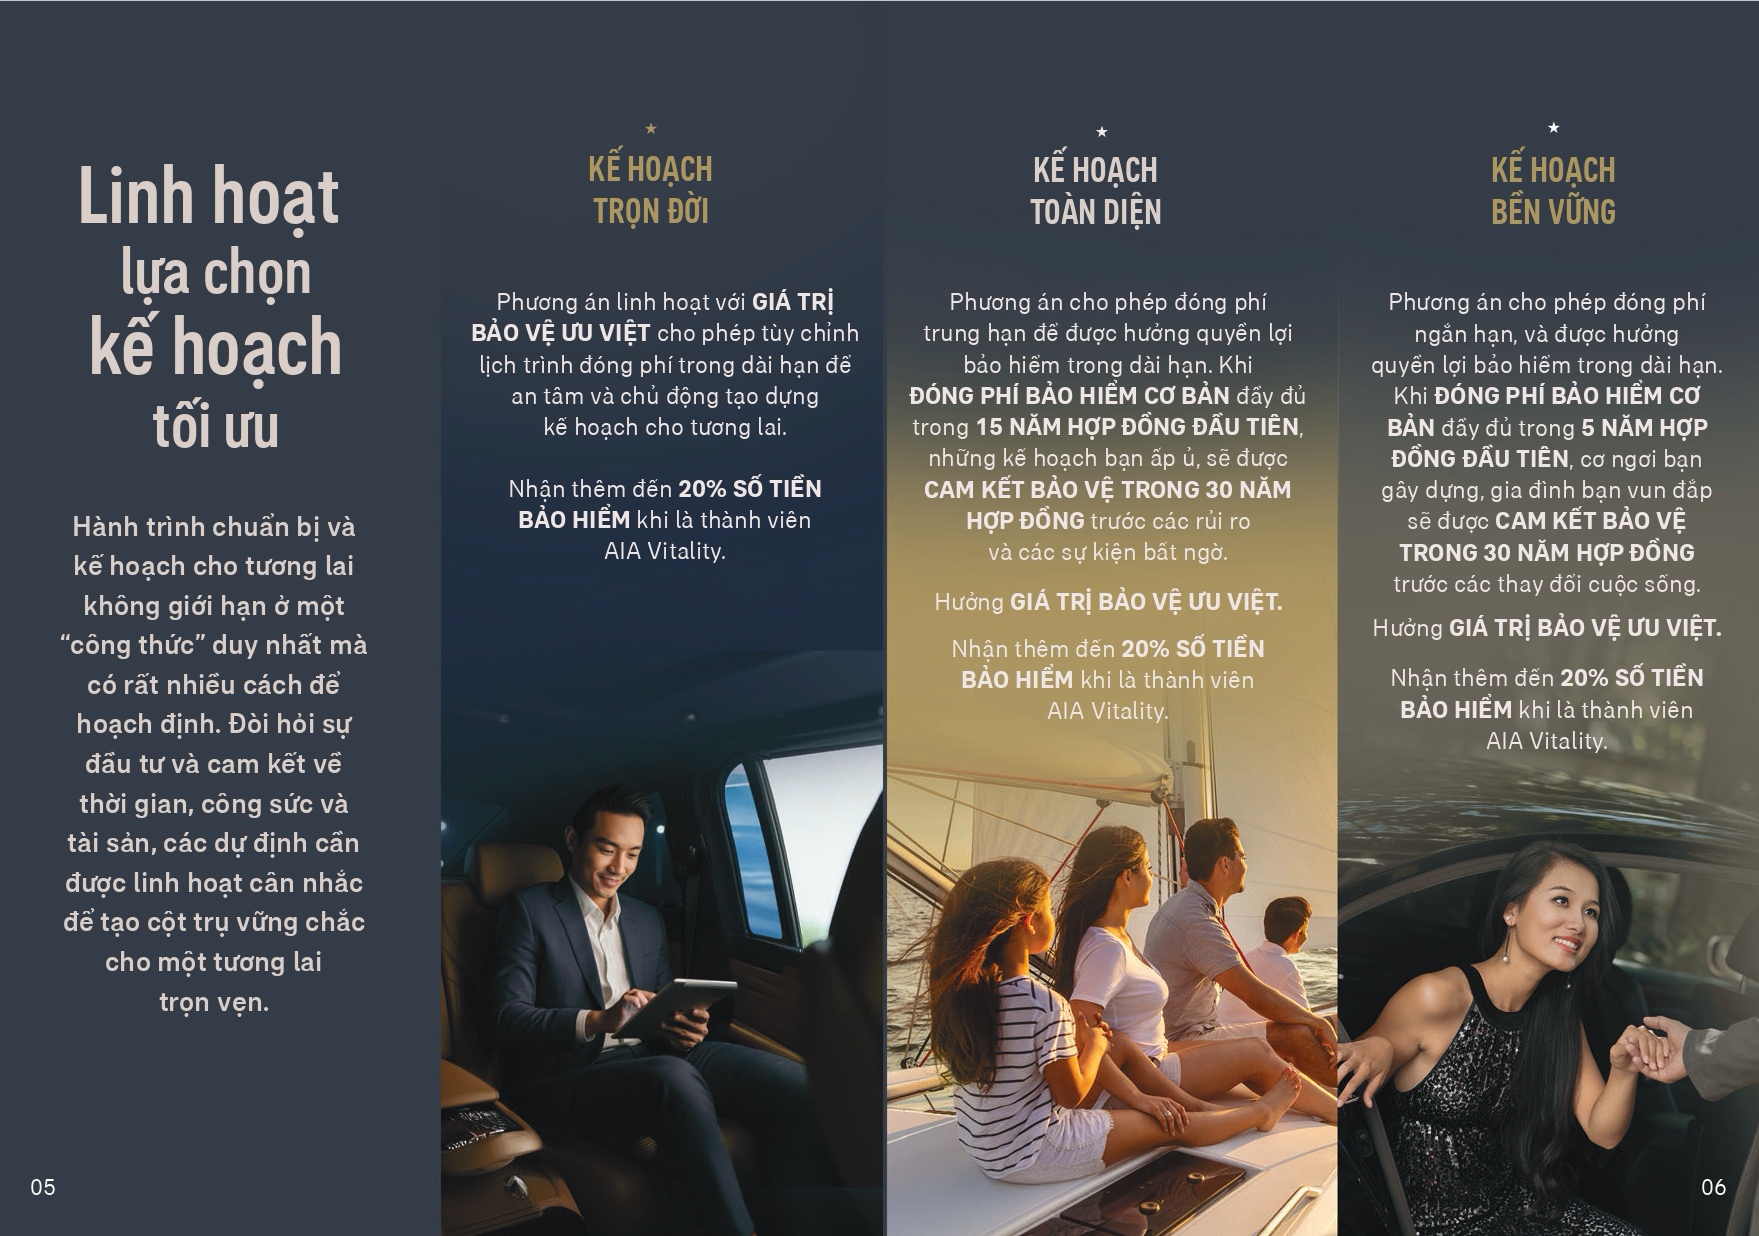 Linh hoạt
lựa chọn
kế hoạch
tối ưu
Hành trình chuẩn bị và
kế hoạch cho tương lai
không giới hạn ở một
“công thức” duy nhất mà
có rất nhiều cách để
hoạch định. Đòi hỏi sự
đầu tư và cam kết về
thời gian, công sức và
tài sản, các dự định cần
được linh hoạt cân nhắc
để tạo cột trụ vững chắc
cho một tương lai
trọn vẹn.
05
KẾ HOẠCH
TRỌN ĐỜI
Phương án linh hoạt với GIÁ TRỊ
BẢO VỆ ƯU VIỆT cho phép tùy chỉnh
lịch trình đóng phí trong dài hạn để
an tâm và chủ động tạo dựng
kế hoạch cho tương lai.
Nhận thêm đến 20% SỐ TIỀN
BẢO HIỂM khi là thành viên
AIA Vitality.
KẾ HOẠCH
TOÀN DIỆN
Phương án cho phép đóng phí
trung hạn để được hưởng quyền lợi
bảo hiểm trong dài hạn. Khi
ĐÓNG PHÍ BẢO HIỂM CƠ BẢN đầy đủ
trong 15 NĂM HỢP ĐỒNG ĐẦU TIÊN,
những kế hoạch bạn ấp ủ, sẽ được
CAM KẾT BẢO VỆ TRONG 30 NĂM
HỢP ĐỒNG trước các rủi ro
và các sự kiện bất ngờ.
Hưởng GIÁ TRỊ BẢO VỆ ƯU VIỆT.
Nhận thêm đến 20% SỐ TIỀN
BẢO HIỂM khi là thành viên
AIA Vitality.
KẾ HOẠCH
BỀN VỮNG
Phương án cho phép đóng phí
ngắn hạn, và được hưởng
quyền lợi bảo hiểm trong dài hạn.
Khi ĐÓNG PHÍ BẢO HIỂM CƠ
BẢN đầy đủ trong 5 NĂM HỢP
ĐỒNG ĐẦU TIÊN, cơ ngơi bạn
gây dựng, gia đình bạn vun đắp
sẽ được CAM KẾT BẢO VỆ
TRONG 30 NĂM HỢP ĐỒNG
trước các thay đổi cuộc sống.
Hưởng GIÁ TRỊ BẢO VỆ ƯU VIỆT.
Nhận thêm đến 20% SỐ TIỀN
BẢO HIỂM khi là thành viên
AIA Vitality.
06